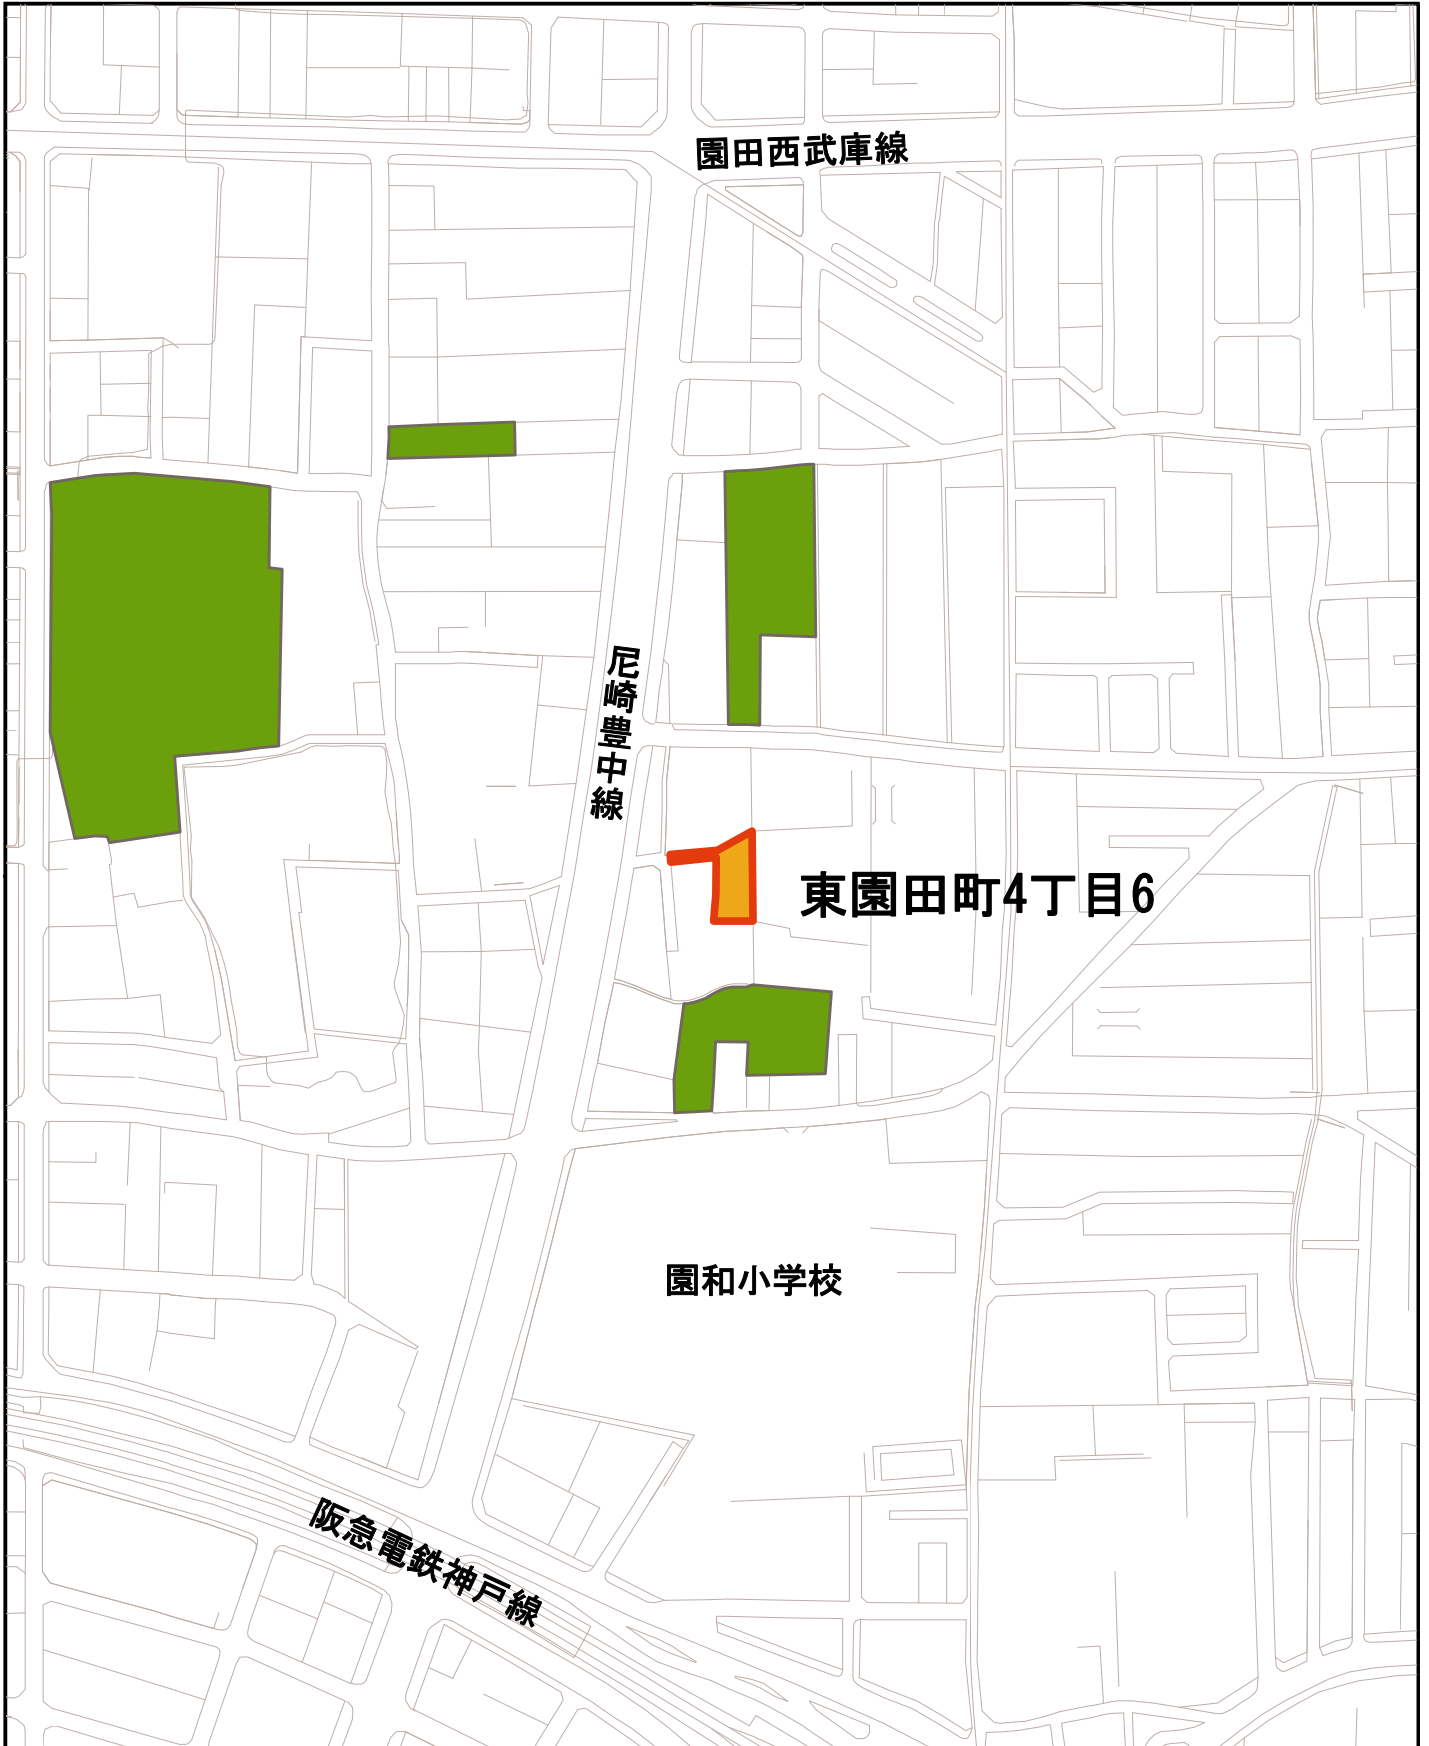 園田西武庫線
尼崎豊中線
東園田町4丁目6
園和小学校
阪急電鉄神戸線